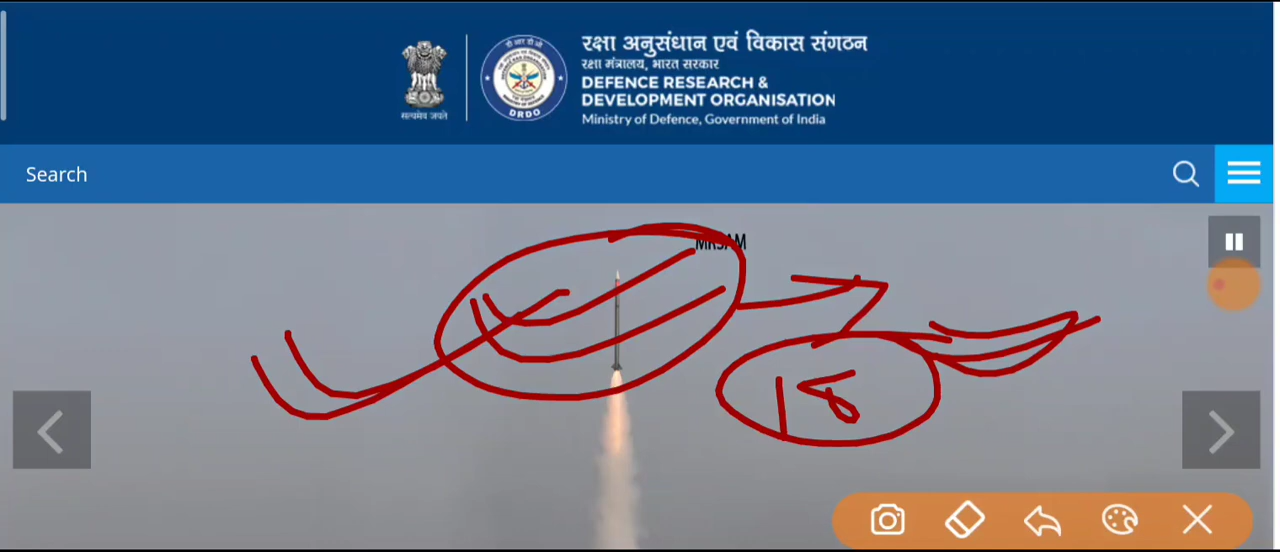 रक्षा अनुसंधान एवं विकास संगठन
रक्षा मंत्रालय, भारत सरकार
DEFENCE RESEARCH &
DEVELOPMENT ORGANISATION
Ministry of Defence, Government of India
सत्यमेव जयते
DRDO
Search
MRSAM
18